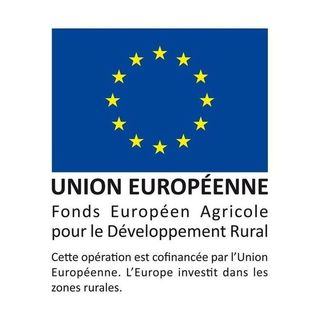 UNION EUROPÉENNE
Fonds Européen Agricole
pour le Développement Rural
Cette opération est cofinancée par l’Union
Européenne. L’Europe investit dans les
zones rurales.